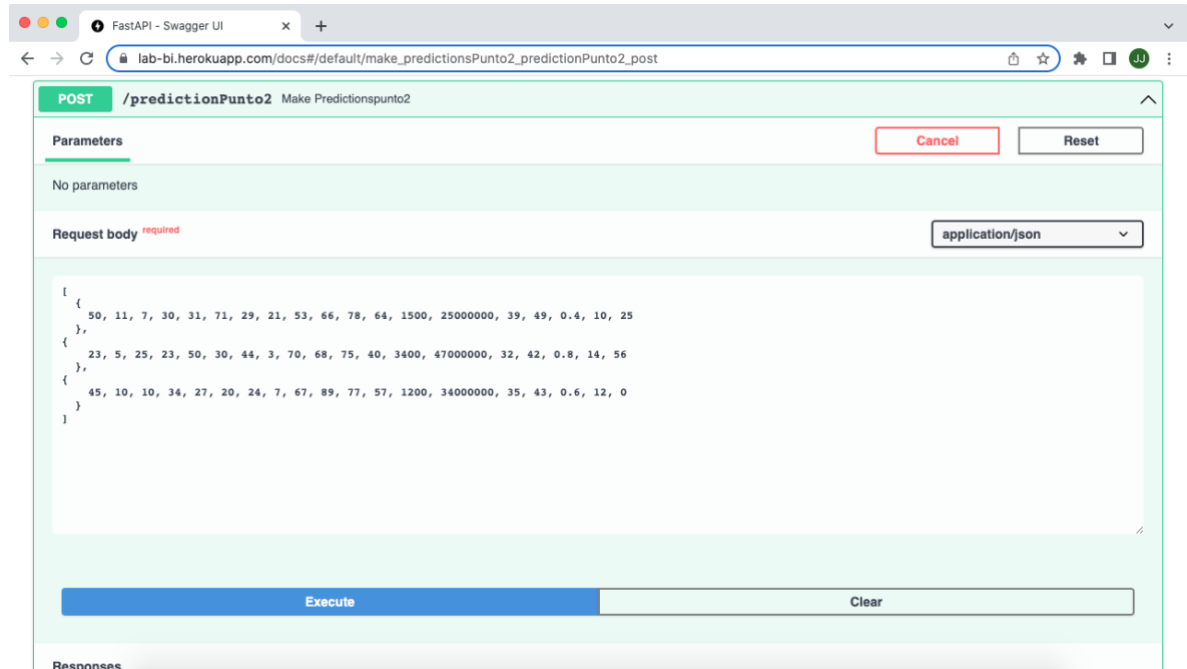 FastAPI - Swagger UI
lab-bi.herokuapp.com/docs#/default/make_predictionsPunto2_predictionPunto2_post
JJ
POST /predictionPunto2 Make Predictionspunto2
Parameters
Cancel
Reset
No parameters
Request body required
application/json
[
{
50, 11, 7, 30, 31, 71, 29, 21, 53, 66, 78, 64, 1500, 25000000, 39, 49, 0.4, 10, 25
},
{
23, 5, 25, 23, 50, 30, 44, 3, 70, 68, 75, 40, 3400, 47000000, 32, 42, 0.8, 14, 56
},
{
45, 10, 10, 34, 27, 20, 24, 7, 67, 89, 77, 57, 1200, 34000000, 35, 43, 0.6, 12, 0
}
]
Execute
Clear
Responses